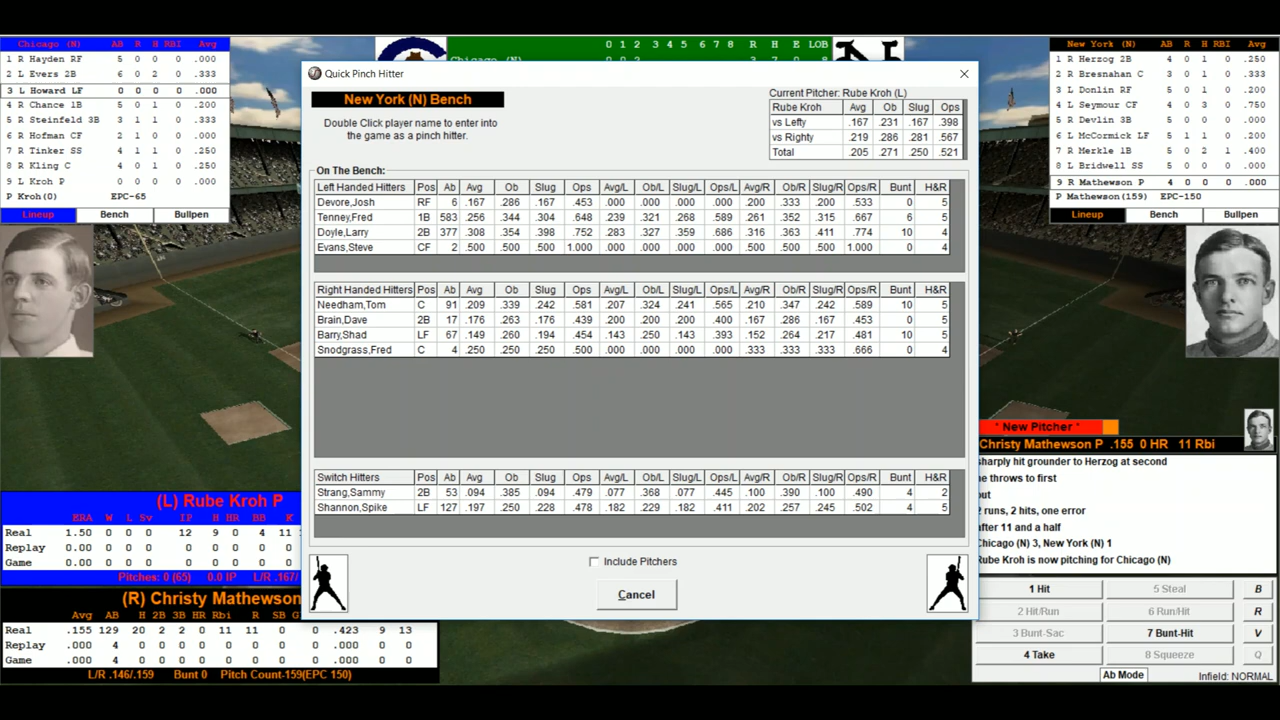 Chicago (N) AB R H RBI Avg
1 R Hayden RF 5 0 0 0 .000
2 L Evers 2B 6 0 2 0 .333
3 L Howard LF 0 0 0 0 .000
4 R Chance 1B 5 0 1 0 .200
5 R Steinfeld 3B 3 1 1 0 .333
6 R Hofman CF 2 1 0 0 .000
7 R Tinker SS 4 1 1 0 .250
8 R Kling C 4 0 1 0 .250
9 L Kroh P 0 0 0 0 .000
P Kroh(0) EPC-65
Lineup Bench Bullpen
0 1 2 3 4 5 6 7 8 R H E LOB
New York (N) AB R H RBI Avg
1 R Herzog 2B 4 0 1 0 .250
2 R Bresnahan C 3 0 1 0 .333
3 R Donlin RF 5 0 1 0 .200
4 L Seymour CF 4 0 3 0 .750
5 R Devlin 3B 5 0 0 0 .000
6 L McCormick LF 5 1 1 0 .200
7 R Merkle 1B 5 0 2 1 .400
8 L Bridwell SS 5 0 0 0 .000
9 R Mathewson P 4 0 0 0 .000
P Mathewson(159) EPC-150
Lineup Bench Bullpen
Quick Pinch Hitter
New York (N) Bench
Double Click player name to enter into
the game as a pinch hitter.
Current Pitcher: Rube Kroh (L)
Rube Kroh Avg Ob Slug Ops
vs Lefty .167 .231 .167 .398
vs Righty .219 .286 .281 .567
Total .205 .271 .250 .521
On The Bench:
Left Handed Hitters Pos Ab Avg Ob Slug Ops Avg/L Ob/L Slug/L Ops/L Avg/R Ob/R Slug/R Ops/R Bunt H&R
Devore,Josh RF 6 .167 .286 .167 .453 .000 .000 .000 .000 .200 .333 .200 .533 0 5
Tenney,Fred 1B 583 .256 .344 .304 .648 .239 .321 .268 .589 .261 .352 .315 .667 6 5
Doyle,Larry 2B 377 .308 .354 .398 .752 .283 .327 .359 .686 .316 .363 .411 .774 10 4
Evans,Steve CF 2 .500 .500 .500 1.000 .000 .000 .000 .000 .500 .500 .500 1.000 0 4
Right Handed Hitters Pos Ab Avg Ob Slug Ops Avg/L Ob/L Slug/L Ops/L Avg/R Ob/R Slug/R Ops/R Bunt H&R
Needham,Tom C 91 .209 .339 .242 .581 .207 .324 .241 .565 .210 .347 .242 .589 10 5
Brain,Dave 2B 17 .176 .263 .176 .439 .200 .200 .200 .400 .167 .286 .167 .453 0 5
Barry,Shad LF 67 .149 .260 .194 .454 .143 .250 .143 .393 .152 .264 .217 .481 10 5
Snodgrass,Fred C 4 .250 .250 .250 .500 .000 .000 .000 .000 .333 .333 .333 .666 0 4
Switch Hitters Pos Ab Avg Ob Slug Ops Avg/L Ob/L Slug/L Ops/L Avg/R Ob/R Slug/R Ops/R Bunt H&R
Strang,Sammy 2B 53 .094 .385 .094 .479 .077 .368 .077 .445 .100 .390 .100 .490 4 2
Shannon,Spike LF 127 .197 .250 .228 .478 .182 .229 .182 .411 .202 .257 .245 .502 4 5
Include Pitchers
Cancel
(L) Rube Kroh P
ERA W L Sv IP H HR BB K
Real 1.50 0 0 0 12 9 0 4 11
Replay 0.00 0 0 0 0 0 0 0 0
Game 0.00 0 0 0 0 0 0 0 0
Pitches: 0 (65) 0.0 IP L/R .167/
(R) Christy Mathewson
Avg AB H 2B 3B HR Rbi R SB
Real .155 129 20 2 2 0 11 11 0 0 .423 9 13
Replay .000 4 0 0 0 0 0 0 0 0 .000 0 0
Game .000 4 0 0 0 0 0 0 0 0 .000 0 0
L/R .146/.159 Bunt 0 Pitch Count-159(EPC 150)
* New Pitcher *
Christy Mathewson P .155 0 HR 11 Rbi
sharply hit grounder to Herzog at second
he throws to first
out
2 runs, 2 hits, one error
after 11 and a half
Chicago (N) 3, New York (N) 1
Rube Kroh is now pitching for Chicago (N)
1 Hit 5 Steal B
2 Hit/Run 6 Run/Hit R
3 Bunt-Sac 7 Bunt-Hit V
4 Take 8 Squeeze Q
Ab Mode Infield: NORMAL